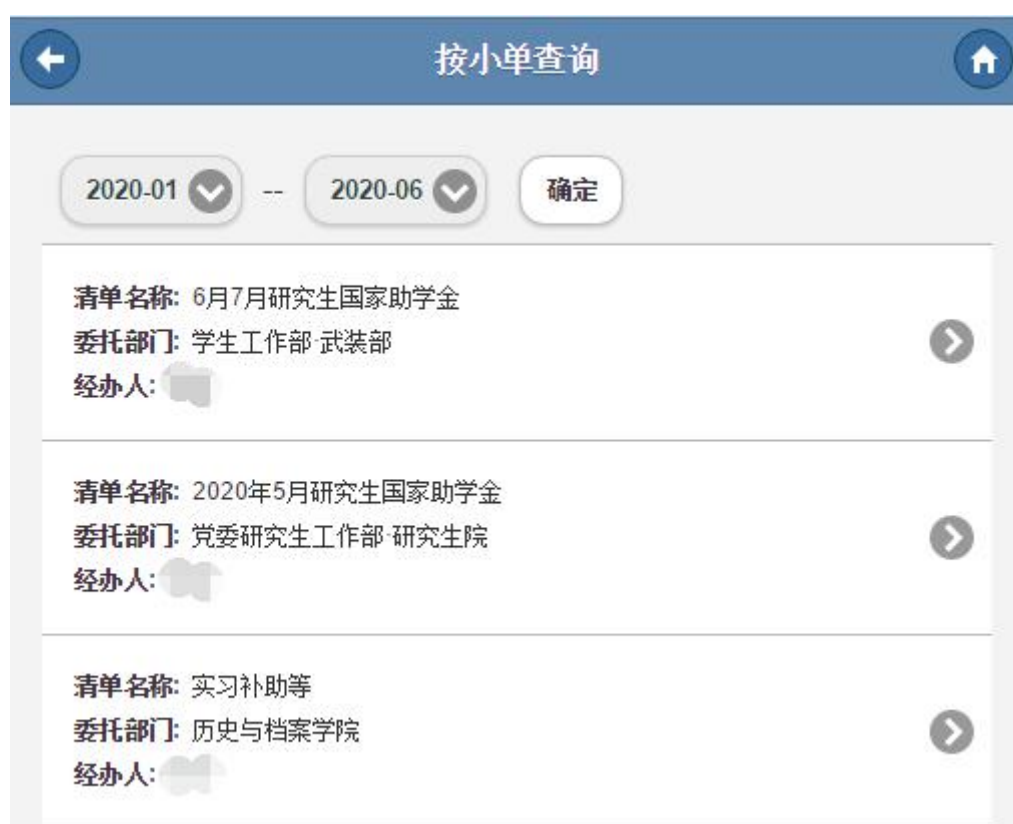 按小单查询
2020-01 -- 2020-06 确定
清单名称: 6月7月研究生国家助学金
委托部门: 学生工作部·武装部
经办人:
清单名称: 2020年5月研究生国家助学金
委托部门: 党委研究生工作部·研究生院
经办人:
清单名称: 实习补助等
委托部门: 历史与档案学院
经办人: